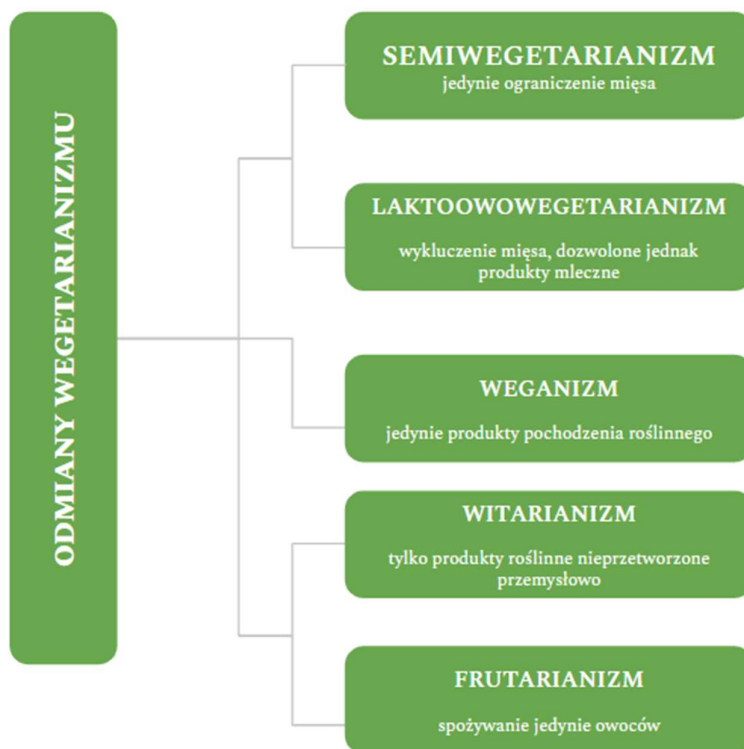 ODMIANY WEGETARIANIZMU
SEMIWEGETARIANIZM
jedynie ograniczenie mięsa
LAKTOOWOWEGETARIANIZM
wykluczenie mięsa, dozwolone jednak
produkty mleczne
WEGANIZM
jedynie produkty pochodzenia roślinnego
WITARIANIZM
tylko produkty roślinne nieprzetworzone
przemysłowo
FRUTARIANIZM
spożywanie jedynie owoców